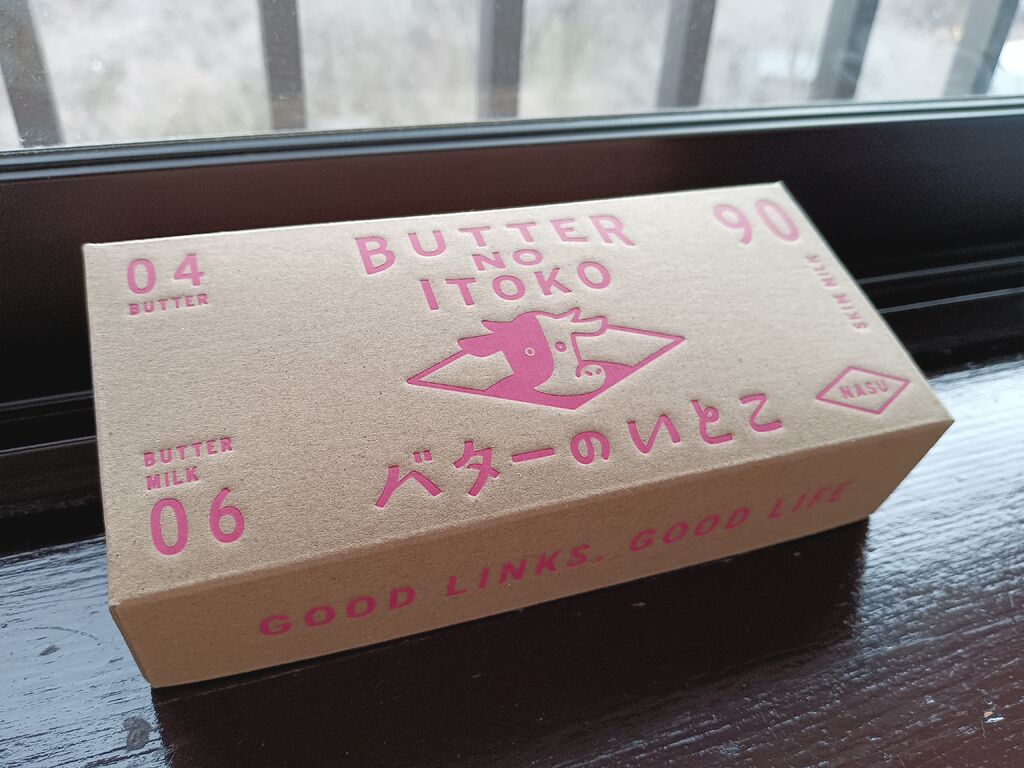 04
BUTTER
BUTTER
NO
ITOKO
90
SKIM MILK
NASU
バターのいとこ
BUTTER
MILK
06
GOOD LINKS, GOOD LIFE